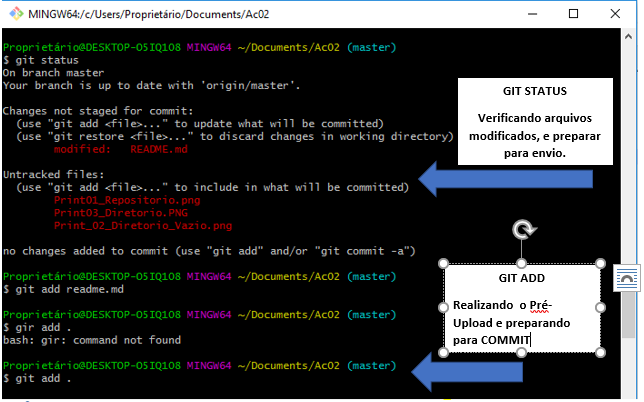 MINGW64:/c/Users/Proprietário/Documents/Ac02
Proprietário@DESKTOP-O5IQ108 MINGW64 ~/Documents/Ac02 (master)
$ git status
On branch master
Your branch is up to date with 'origin/master'.
Changes not staged for commit:
(use "git add <file>..." to update what will be committed)
(use "git restore <file>..." to discard changes in working directory)
modified:   README.md
Untracked files:
(use "git add <file>..." to include in what will be committed)
Print01_Repositorio.png
Print03_Diretorio.PNG
Print_02_Diretorio_Vazio.png
no changes added to commit (use "git add" and/or "git commit -a")
Proprietário@DESKTOP-O5IQ108 MINGW64 ~/Documents/Ac02 (master)
$ git add readme.md
Proprietário@DESKTOP-O5IQ108 MINGW64 ~/Documents/Ac02 (master)
$ gir add .
bash: gir: command not found
Proprietário@DESKTOP-O5IQ108 MINGW64 ~/Documents/Ac02 (master)
$ git add .
GIT STATUS
Verificando arquivos
modificados, e preparar
para envio.
GIT ADD
Realizando o Pré-
Upload e preparando
para COMMIT